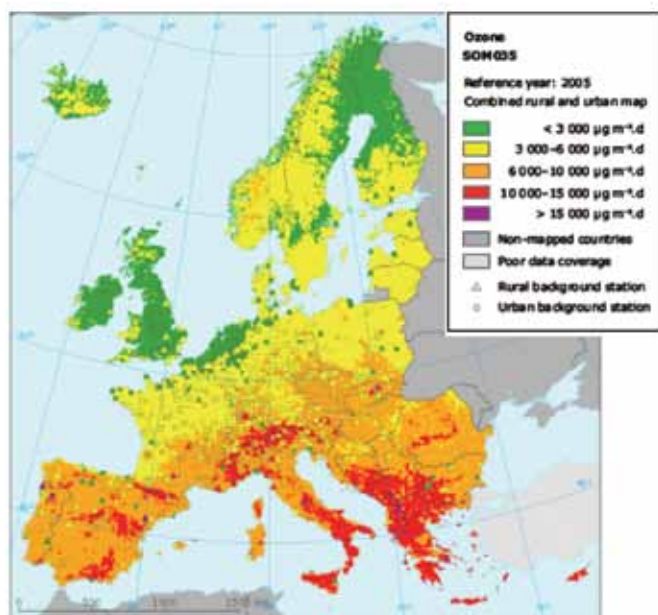 Ozone
SOMO35
Reference year: 2005
Combined rural and urban map
< 3 000 µg m⁻³.d
3 000–6 000 µg m⁻³.d
6 000–10 000 µg m⁻³.d
10 000–15 000 µg m⁻³.d
> 15 000 µg m⁻³.d
Non-mapped countries
Poor data coverage
Rural background station
Urban background station